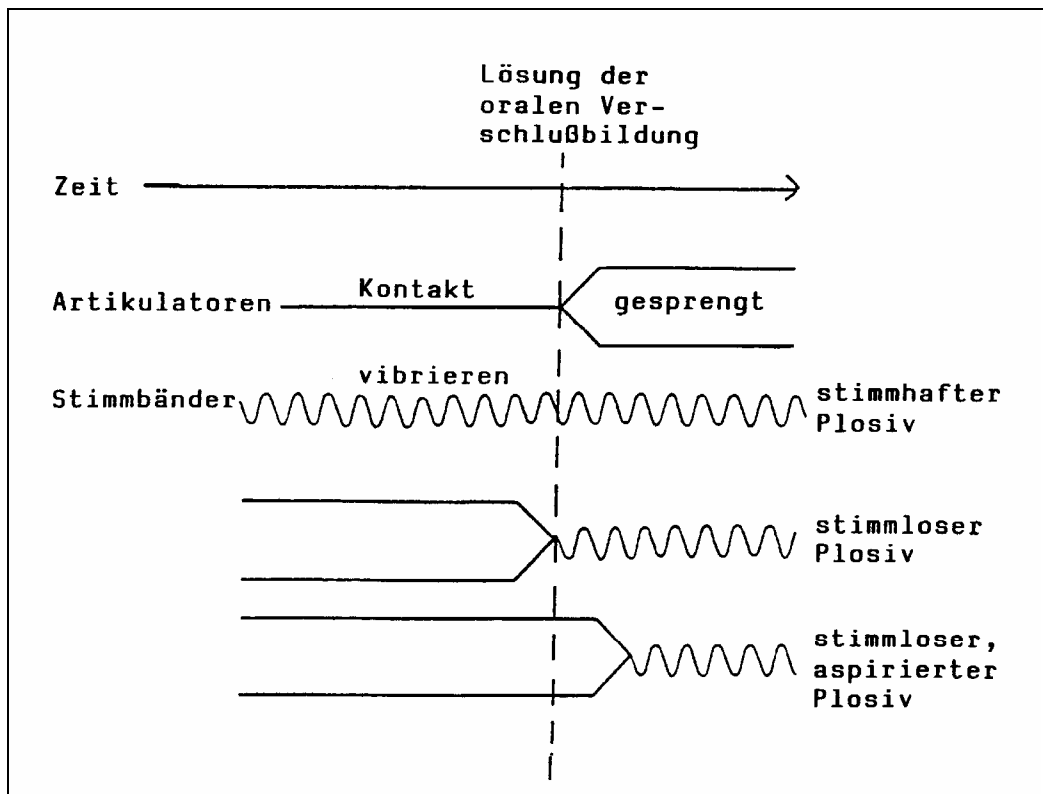 Lösung der
oralen Ver-
schlußbildung
Zeit
Artikulatoren
Kontakt
gesprengt
vibrieren
Stimmbänder
stimmhafter
Plosiv
stimmloser
Plosiv
stimmloser,
aspirierter
Plosiv